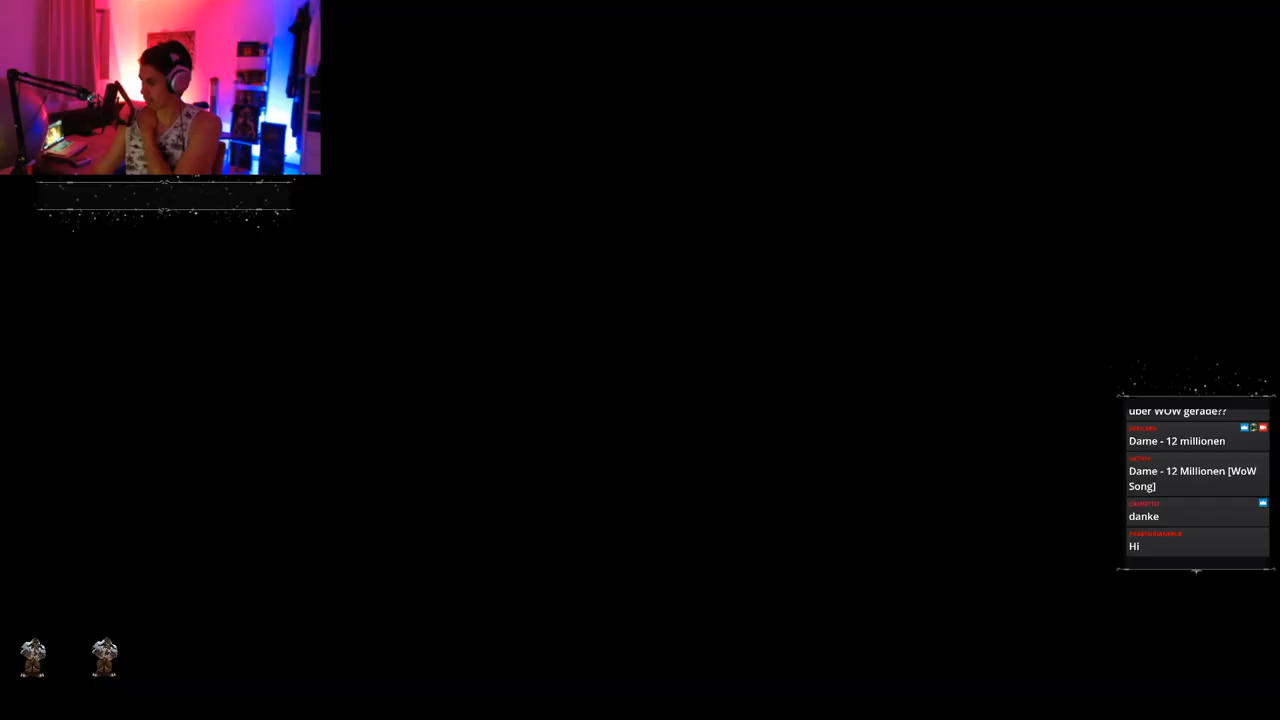 über WOW gerade??
Dame - 12 millionen
Dame - 12 Millionen [WoW
Song]
danke
Hi